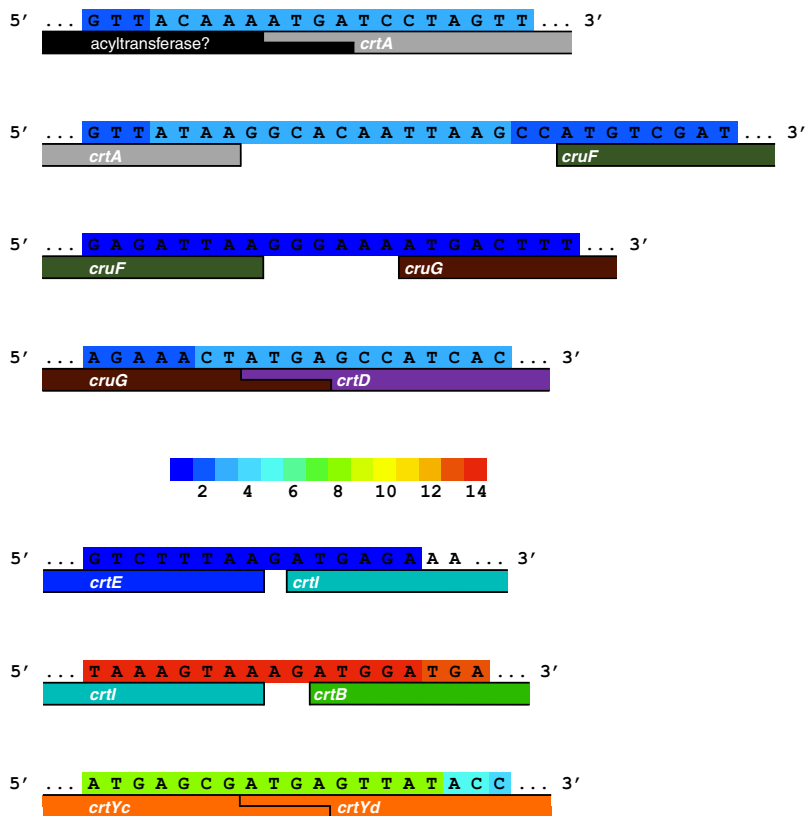 5′ ... G T T A C A A A A T G A T C C T A G T T ... 3′
acyltransferase? crtA
5′ ... G T T A T A A G G C A C A A T T A A G C C A T G T C G A T ... 3′
crtA cruF
5′ ... G A G A T T A A G G G A A A A T G A C T T T ... 3′
cruF cruG
5′ ... A G A A A C T A T G A G C C A T C A C ... 3′
cruG crtD
2 4 6 8 10 12 14
5′ ... G T C T T T A A G A T G A G A A A ... 3′
crtE crtI
5′ ... T A A A G T A A A G A T G G A T G A ... 3′
crtI crtB
5′ ... A T G A G C G A T G A G T T A T A C C ... 3′
crtYc crtYd